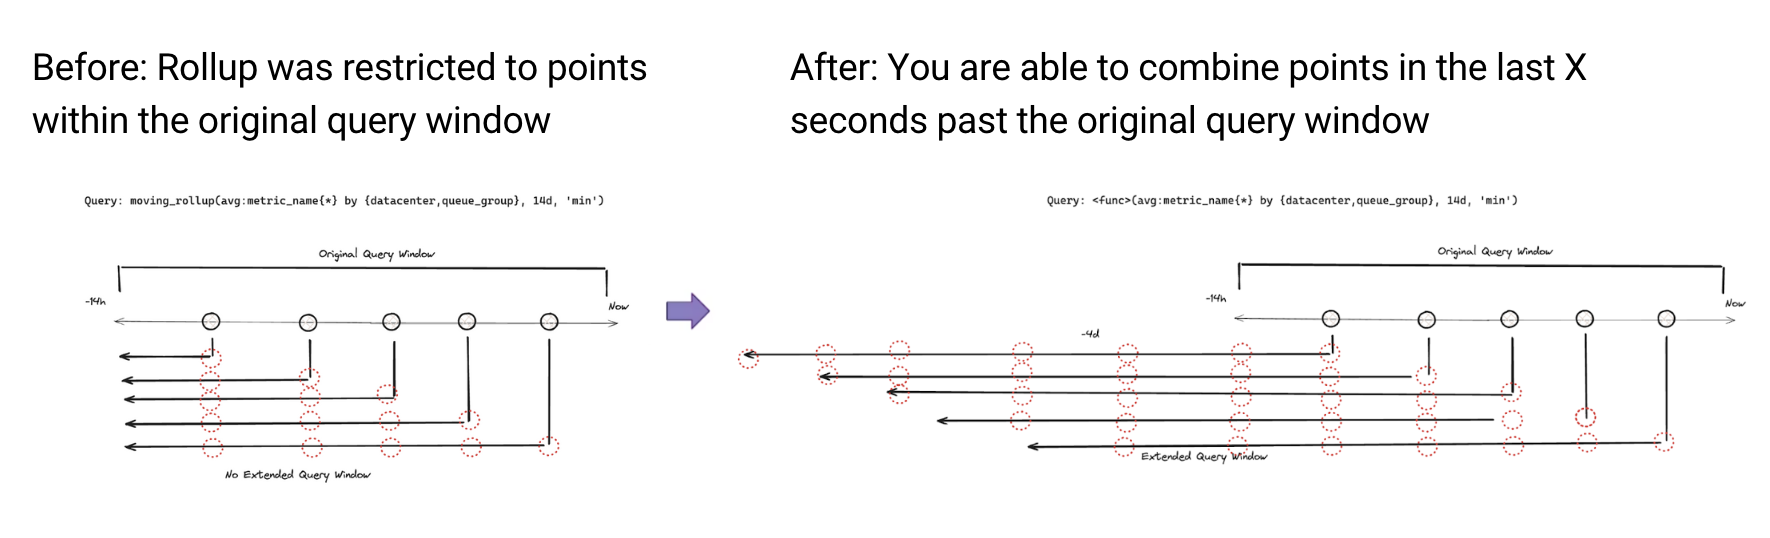 Before: Rollup was restricted to points
within the original query window
Query: moving_rollup(avg:metric_name{*} by {datacenter,queue_group}, 14d, 'min')
Original Query Window
-14h
Now
No Extended Query Window
After: You are able to combine points in the last X
seconds past the original query window
Query: <func>(avg:metric_name{*} by {datacenter,queue_group}, 14d, 'min')
Original Query Window
-14h
Now
-4d
Extended Query Window